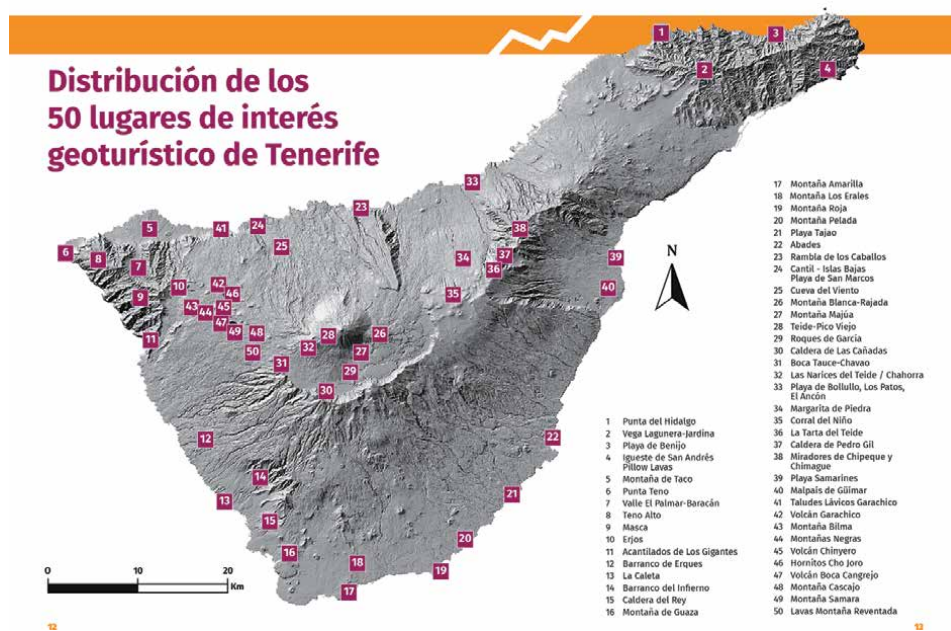 Distribución de los
50 lugares de interés
geoturístico de Tenerife
1
3
2
4
33
5
41
24
23
38
6
8
7
25
34
37
36
39
10
42
46
35
40
9
43
44
45
47
49
48
11
50
28
26
32
27
31
29
30
12
22
14
13
21
15
20
16
18
19
17
N
0 10 20
Km
1 Punta del Hidalgo
2 Vega Lagunera-Jardina
3 Playa de Benijo
4 Igueste de San Andrés
Pillow Lavas
5 Montaña de Taco
6 Punta Teno
7 Valle El Palmar-Baracán
8 Teno Alto
9 Masca
10 Erjos
11 Acantilados de Los Gigantes
12 Barranco de Erques
13 La Caleta
14 Barranco del Infierno
15 Caldera del Rey
16 Montaña de Guaza
17 Montaña Amarilla
18 Montaña Los Erales
19 Montaña Roja
20 Montaña Pelada
21 Playa Tajao
22 Abades
23 Rambla de los Caballos
24 Cantil - Islas Bajas
Playa de San Marcos
25 Cueva del Viento
26 Montaña Blanca-Rajada
27 Montaña Majúa
28 Teide-Pico Viejo
29 Roques de García
30 Caldera de Las Cañadas
31 Boca Tauce-Chavao
32 Las Narices del Teide / Chahorra
33 Playa de Bollullo, Los Patos,
El Ancón
34 Margarita de Piedra
35 Corral del Niño
36 La Tarta del Teide
37 Caldera de Pedro Gil
38 Miradores de Chipeque y
Chimague
39 Playa Samarines
40 Malpaís de Güimar
41 Taludes Lávicos Garachico
42 Volcán Garachico
43 Montaña Bilma
44 Montañas Negras
45 Volcán Chinyero
46 Hornitos Cho Joro
47 Volcán Boca Cangrejo
48 Montaña Cascajo
49 Montaña Samara
50 Lavas Montaña Reventada
12
13